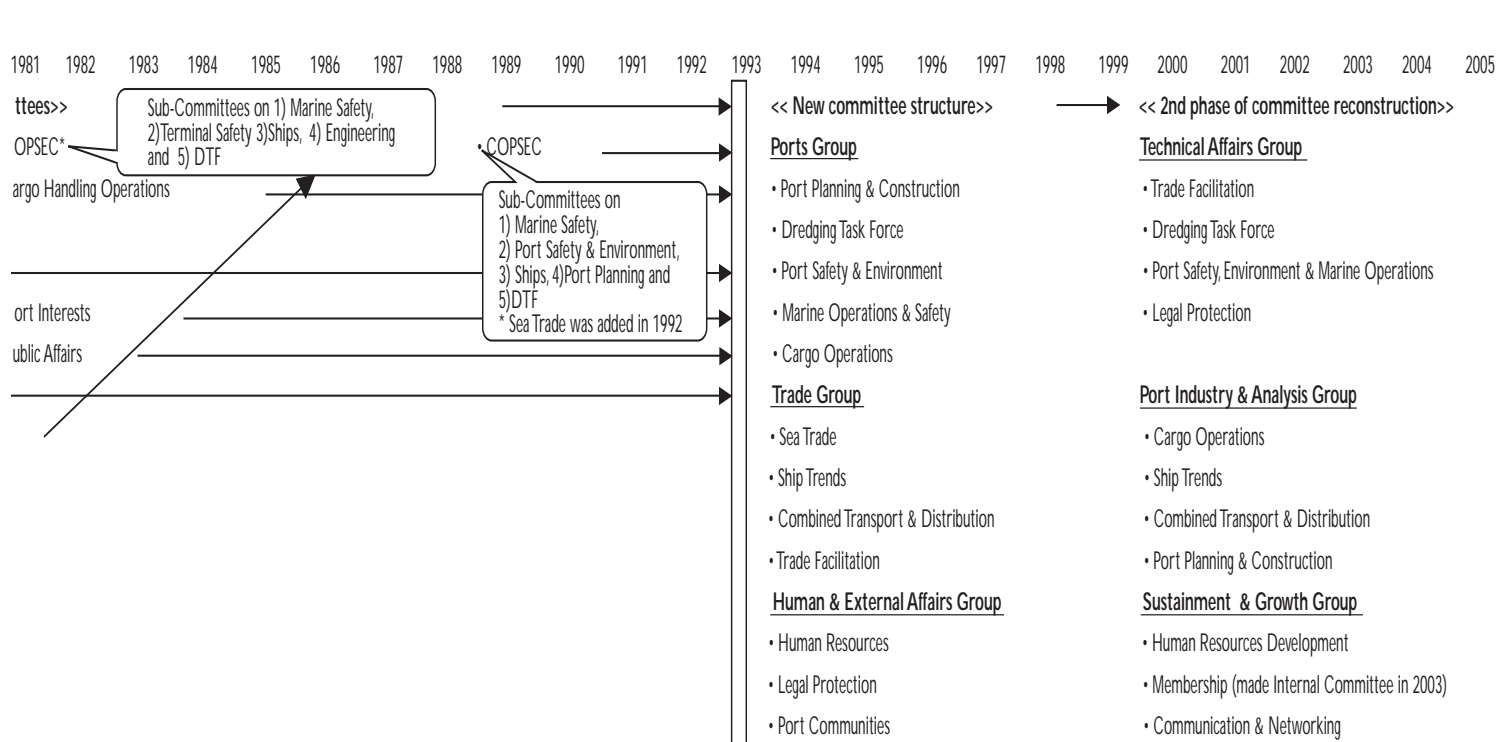 1981 1982 1983 1984 1985 1986 1987 1988 1989 1990 1991 1992 1993 1994 1995 1996 1997 1998 1999 2000 2001 2002 2003 2004 2005
ttees>>
OPSEC*
argo Handling Operations
ort Interests
ublic Affairs
Sub-Committees on 1) Marine Safety,
2)Terminal Safety 3)Ships, 4) Engineering
and 5) DTF
• COPSEC
Sub-Committees on
1) Marine Safety,
2) Port Safety & Environment,
3) Ships, 4)Port Planning and
5)DTF
* Sea Trade was added in 1992
<< New committee structure>>
Ports Group
• Port Planning & Construction
• Dredging Task Force
• Port Safety & Environment
• Marine Operations & Safety
• Cargo Operations
Trade Group
• Sea Trade
• Ship Trends
• Combined Transport & Distribution
• Trade Facilitation
Human & External Affairs Group
• Human Resources
• Legal Protection
• Port Communities
<< 2nd phase of committee reconstruction>>
Technical Affairs Group
• Trade Facilitation
• Dredging Task Force
• Port Safety, Environment & Marine Operations
• Legal Protection
Port Industry & Analysis Group
• Cargo Operations
• Ship Trends
• Combined Transport & Distribution
• Port Planning & Construction
Sustainment & Growth Group
• Human Resources Development
• Membership (made Internal Committee in 2003)
• Communication & Networking